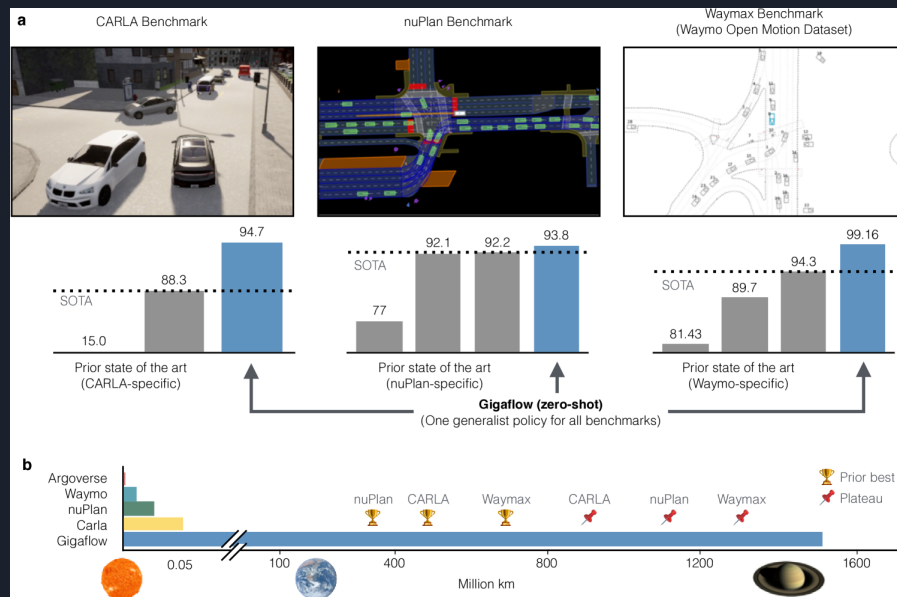 a
CARLA Benchmark
nuPlan Benchmark
Waymax Benchmark
(Waymo Open Motion Dataset)
94.7
88.3
SOTA
15.0
92.1
92.2
93.8
SOTA
77
99.16
94.3
SOTA
89.7
81.43
Prior state of the art
(CARLA-specific)
Prior state of the art
(nuPlan-specific)
Prior state of the art
(Waymo-specific)
Gigaflow (zero-shot)
(One generalist policy for all benchmarks)
b
Argoverse
Waymo
nuPlan
Carla
Gigaflow
nuPlan
CARLA
Waymax
CARLA
nuPlan
Waymax
Prior best
Plateau
0.05
100
400
800
1200
1600
Million km